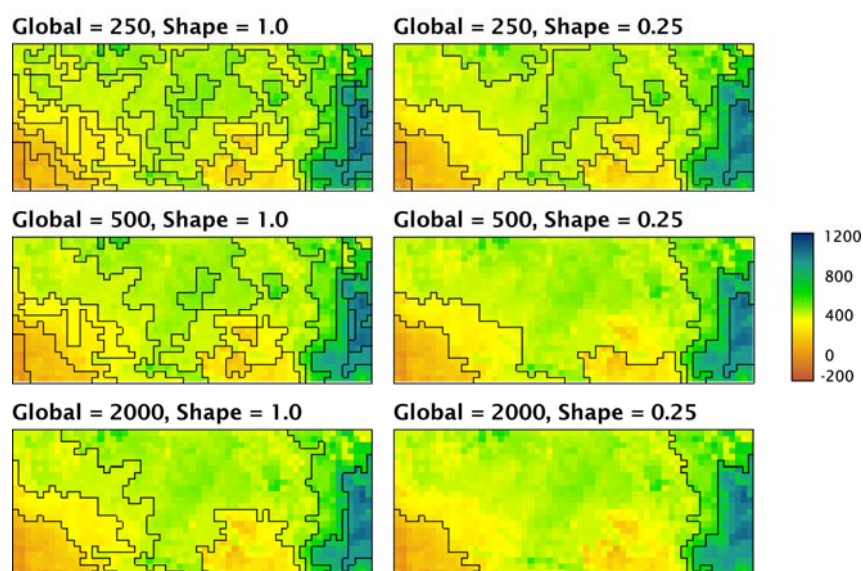 Global = 250, Shape = 1.0
Global = 250, Shape = 0.25
Global = 500, Shape = 1.0
Global = 500, Shape = 0.25
1200
800
400
0
-200
Global = 2000, Shape = 1.0
Global = 2000, Shape = 0.25